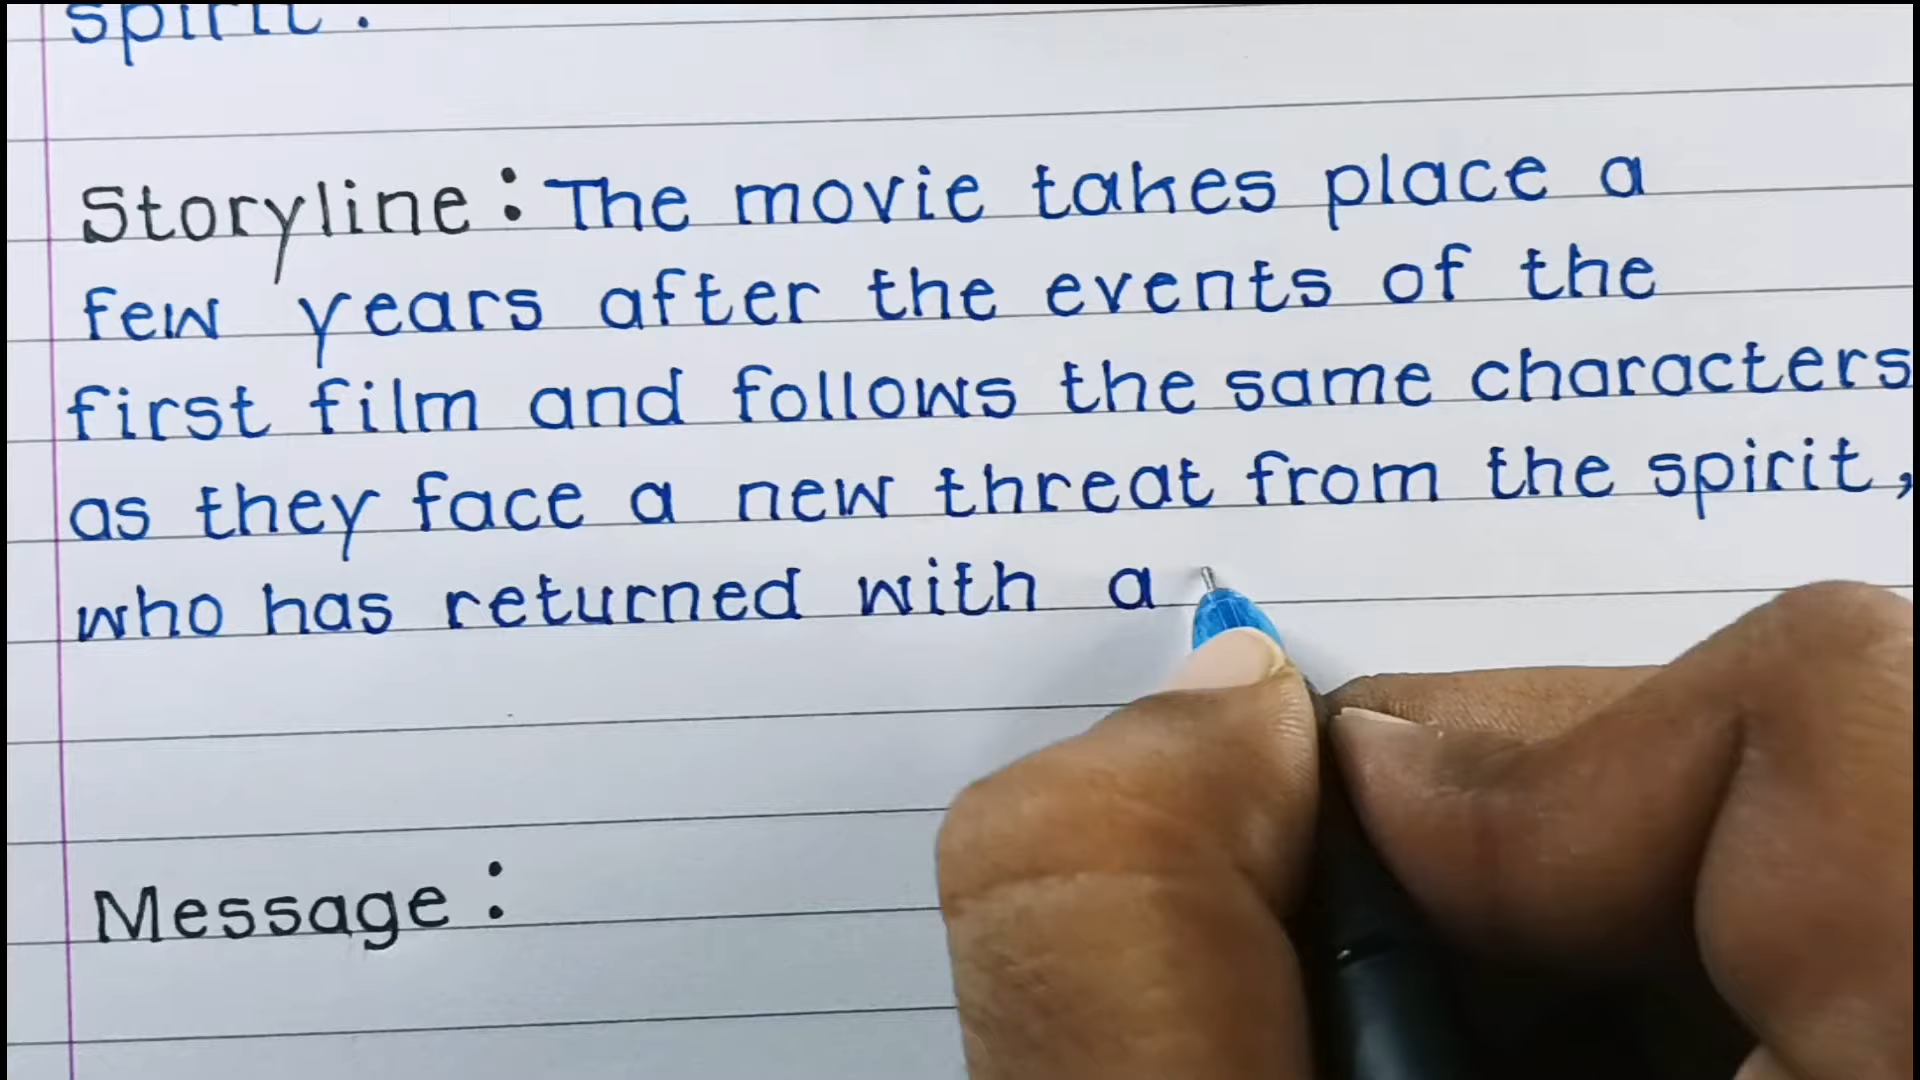 spirit.
Storyline : The movie takes place a
few years after the events of the
first film and follows the same characters
as they face a new threat from the spirit,
who has returned with a
Message :